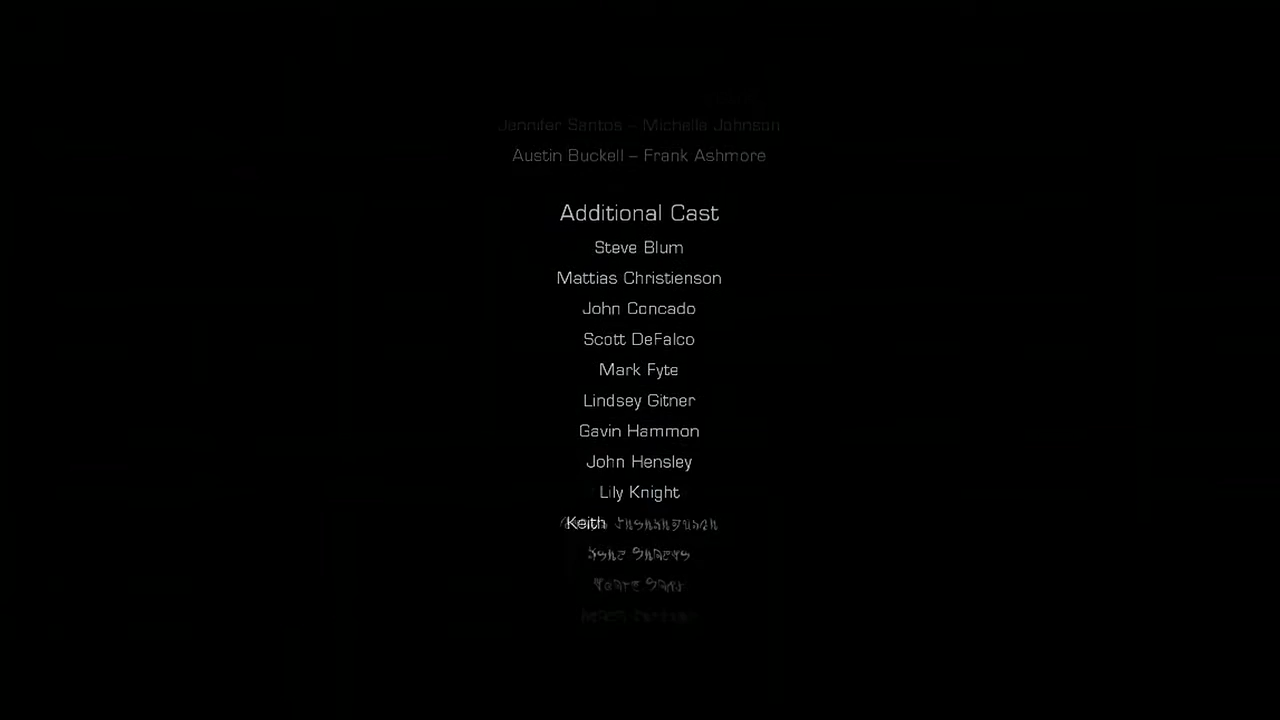 Jennifer Santos – Michelle Johnson
Austin Buckell – Frank Ashmore
Additional Cast
Steve Blum
Mattias Christienson
John Concado
Scott DeFalco
Mark Fyte
Lindsey Gitner
Gavin Hammon
John Hensley
Lily Knight
Keith